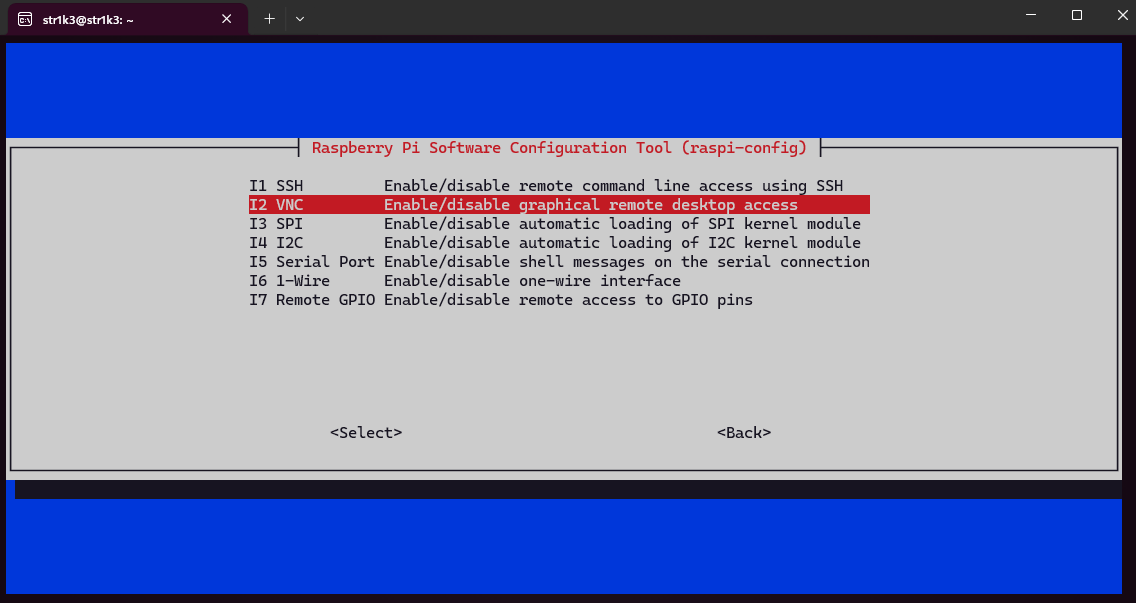 str1k3@str1k3: ~
Raspberry Pi Software Configuration Tool (raspi-config)
I1 SSH Enable/disable remote command line access using SSH
I2 VNC Enable/disable graphical remote desktop access
I3 SPI Enable/disable automatic loading of SPI kernel module
I4 I2C Enable/disable automatic loading of I2C kernel module
I5 Serial Port Enable/disable shell messages on the serial connection
I6 1-Wire Enable/disable one-wire interface
I7 Remote GPIO Enable/disable remote access to GPIO pins
<Select> <Back>